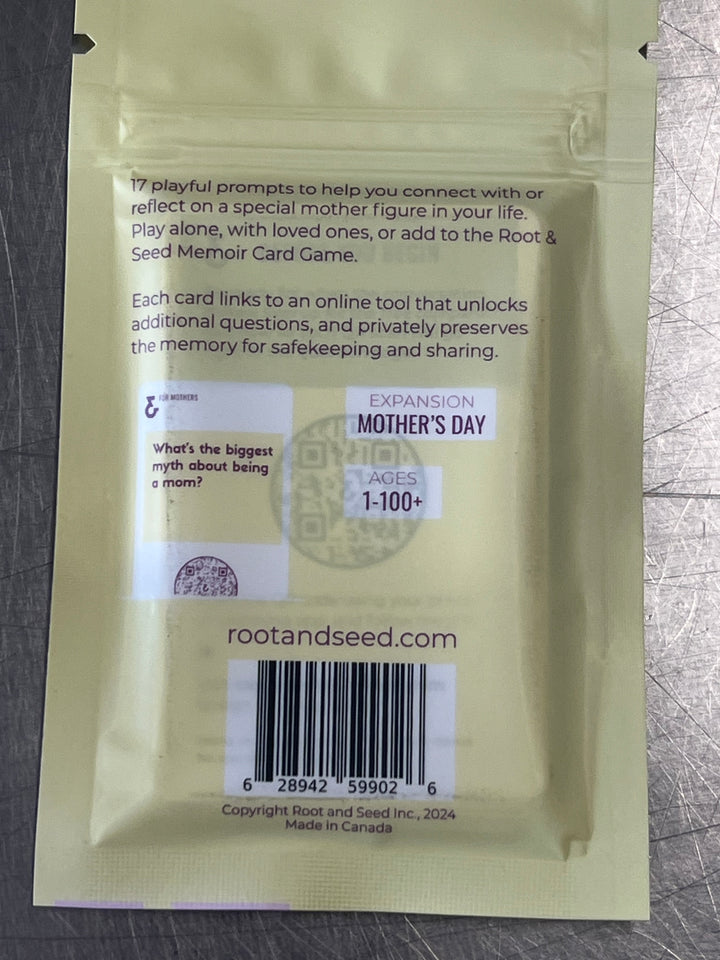 17 playful prompts to help you connect with or
reflect on a special mother figure in your life.
Play alone, with loved ones, or add to the Root &
Seed Memoir Card Game.
Each card links to an online tool that unlocks
additional questions, and privately preserves
the memory for safekeeping and sharing.
FOR MOTHERS
What's the biggest
myth about being
a mom?
EXPANSION
MOTHER'S DAY
AGES
1-100+
rootandseed.com
6 28942 59902 6
Copyright Root and Seed Inc., 2024
Made in Canada